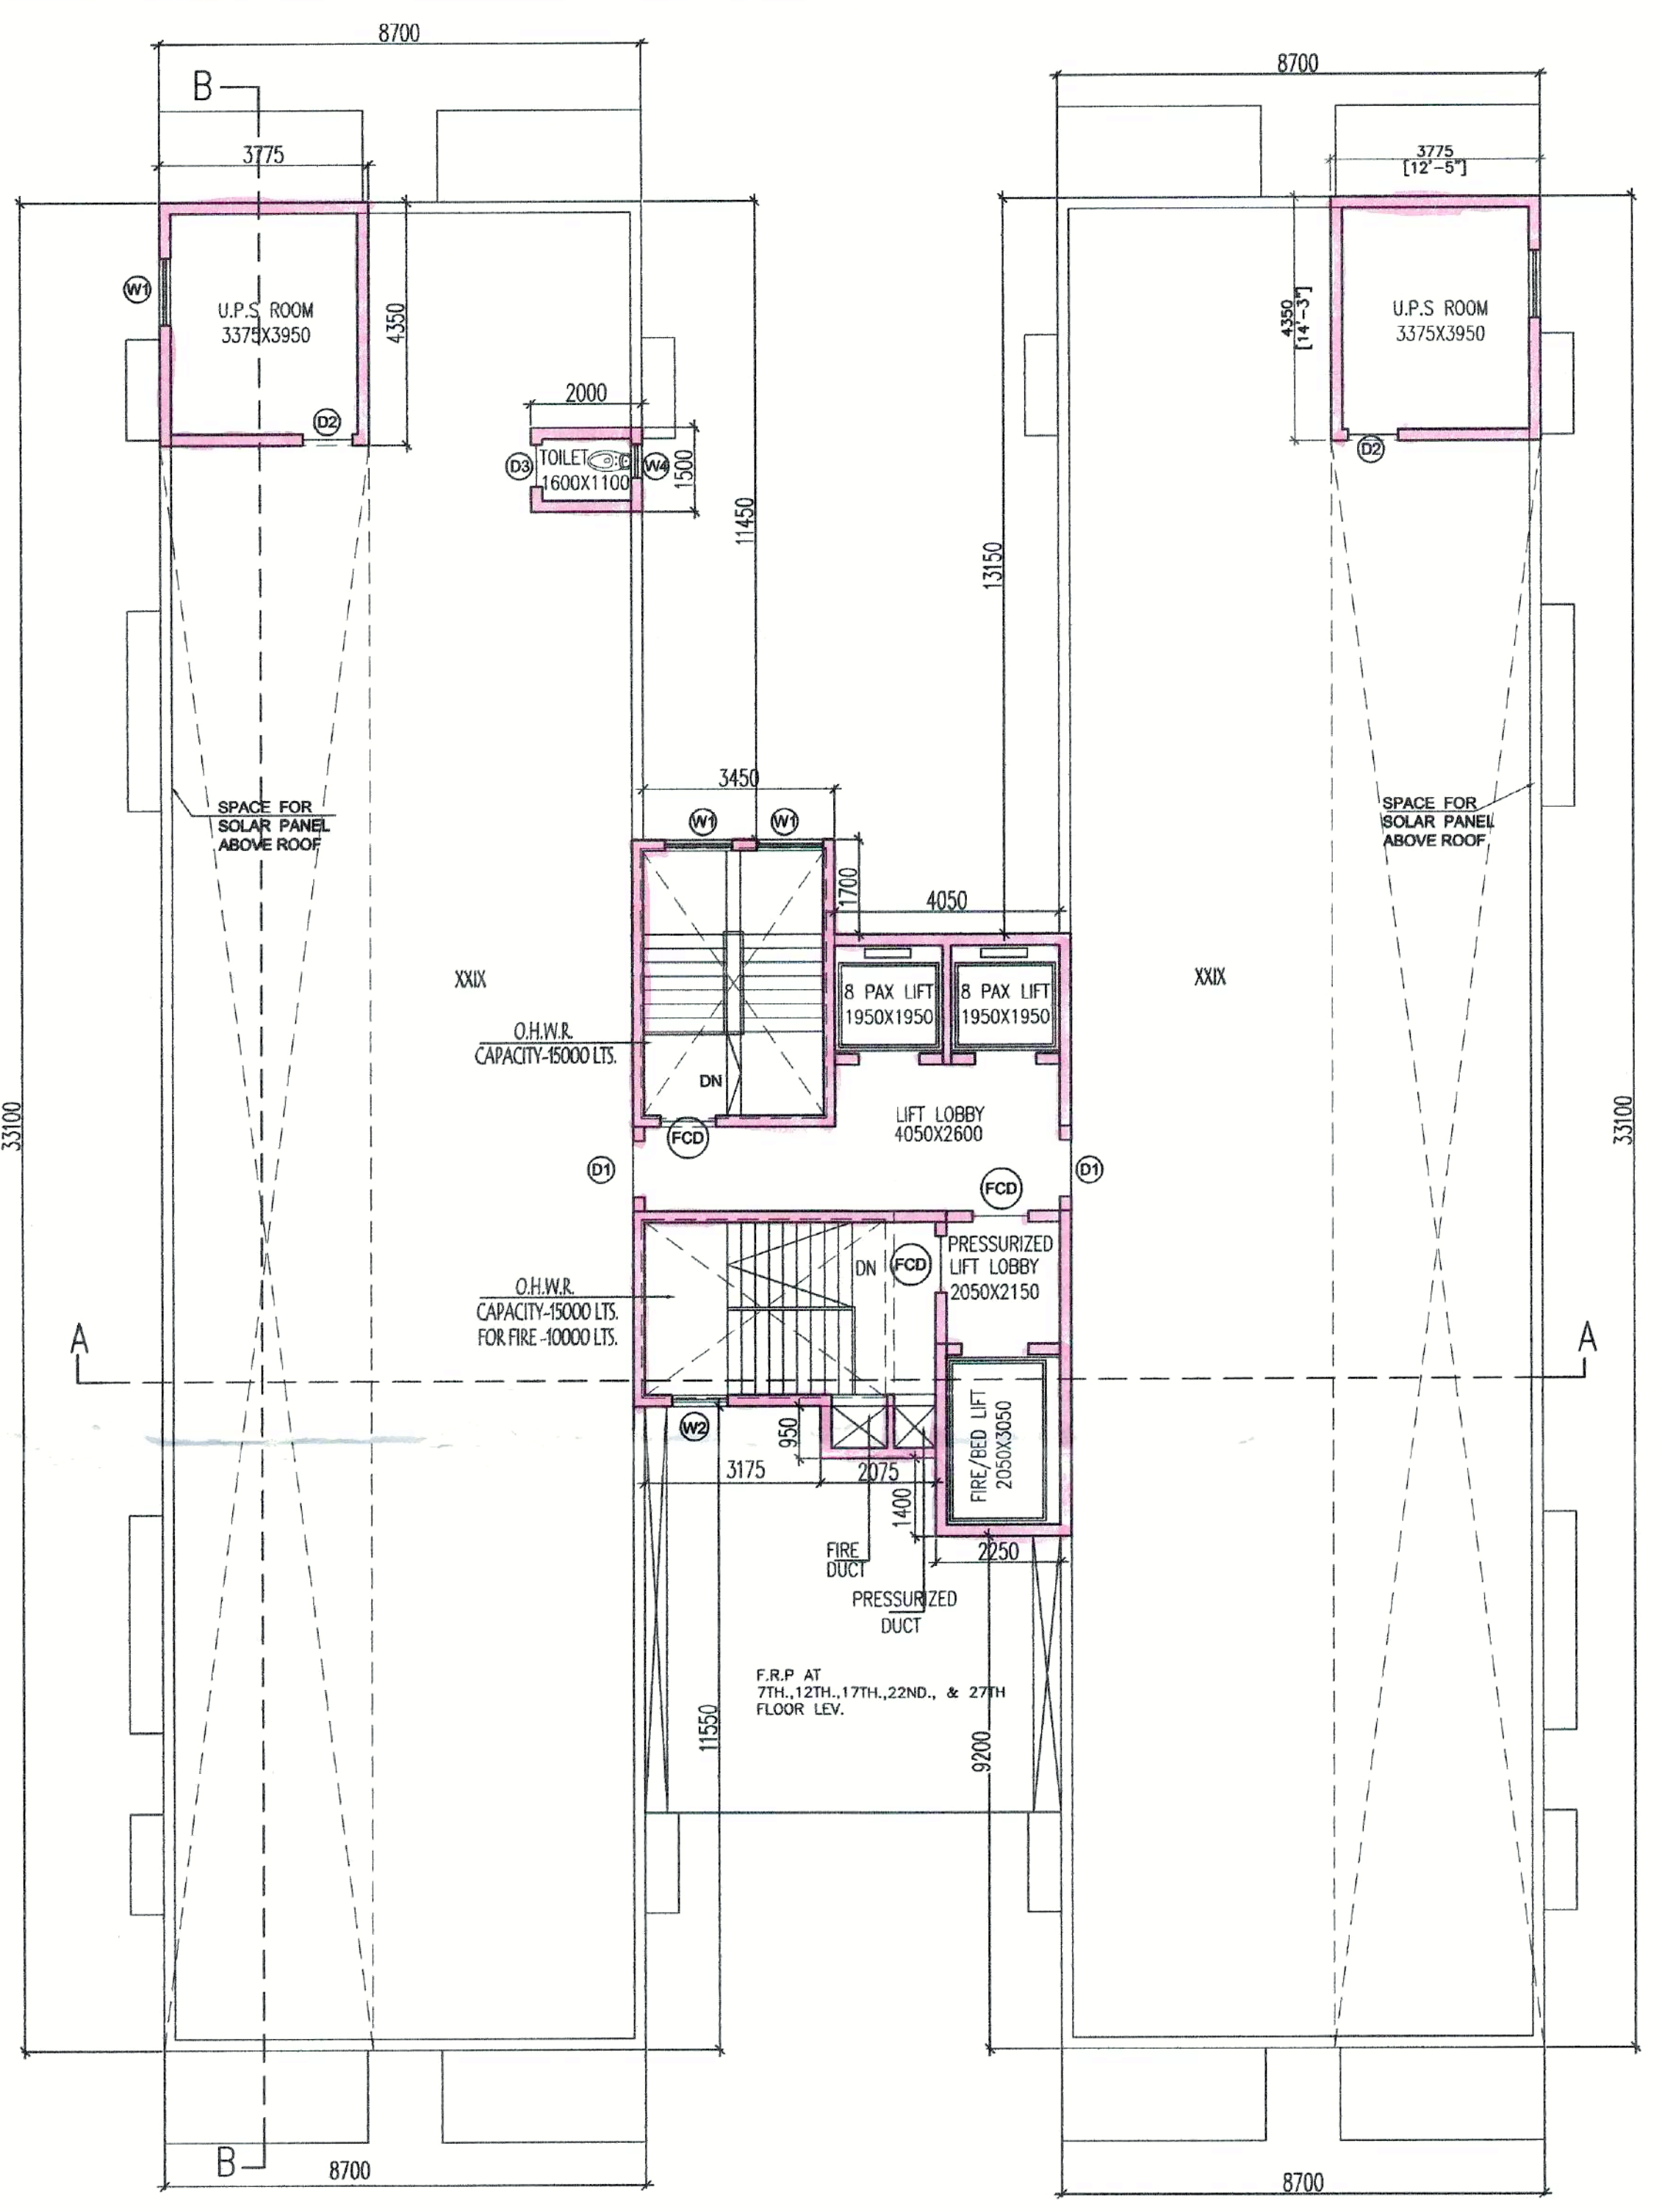 8700
8700
B
3775
3775
[12'-5"]
W1
U.P.S ROOM
3375X3950
4350
4350
[14'-3"]
U.P.S ROOM
3375X3950
D2
D2
2000
D3
TOILET
1600X1100
W4
1500
11450
13150
3450
SPACE FOR
SOLAR PANEL
ABOVE ROOF
SPACE FOR
SOLAR PANEL
ABOVE ROOF
W1
W1
1700
4050
XXIX
XXIX
8 PAX LIFT
1950X1950
8 PAX LIFT
1950X1950
O.H.W.R.
CAPACITY-15000 LTS.
DN
33100
33100
LIFT LOBBY
4050X2600
FCD
D1
D1
FCD
PRESSURIZED
LIFT LOBBY
2050X2150
DN
FCD
O.H.W.R.
CAPACITY-15000 LTS.
FOR FIRE -10000 LTS.
A
A
W2
950
FIRE/BED LIFT
2050X3050
3175
2075
1400
2250
FIRE
DUCT
PRESSURIZED
DUCT
F.R.P AT
7TH.,12TH.,17TH.,22ND., & 27TH
FLOOR LEV.
11550
9200
B
8700
8700